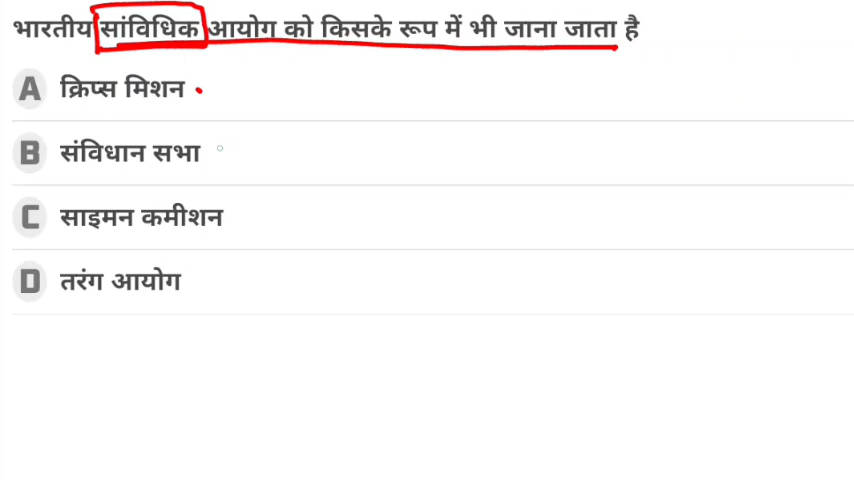 भारतीय सांविधिक आयोग को किसके रूप में भी जाना जाता है
A क्रिप्स मिशन
B संविधान सभा
C साइमन कमीशन
D तरंग आयोग